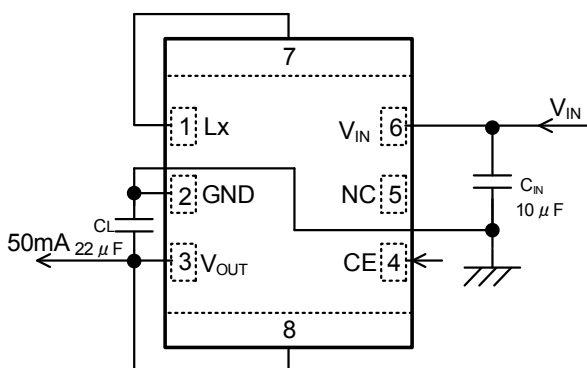 7
1 Lx
V_IN 6
V_IN
2 GND
NC 5
C_IN
10 μF
CL
22 μF
50mA
3 V_OUT
CE 4
8